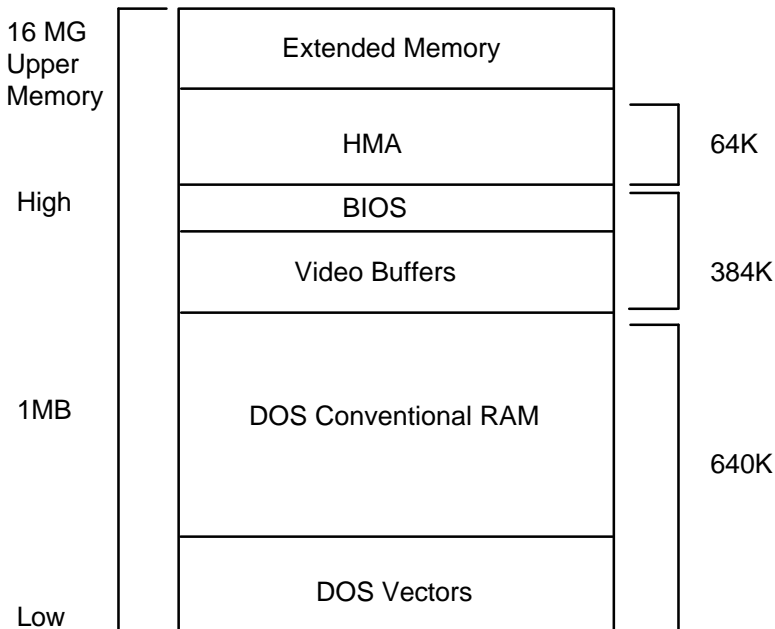 16 MG
Upper
Memory
Extended Memory
HMA
64K
High
BIOS
Video Buffers
384K
1MB
DOS Conventional RAM
640K
DOS Vectors
Low